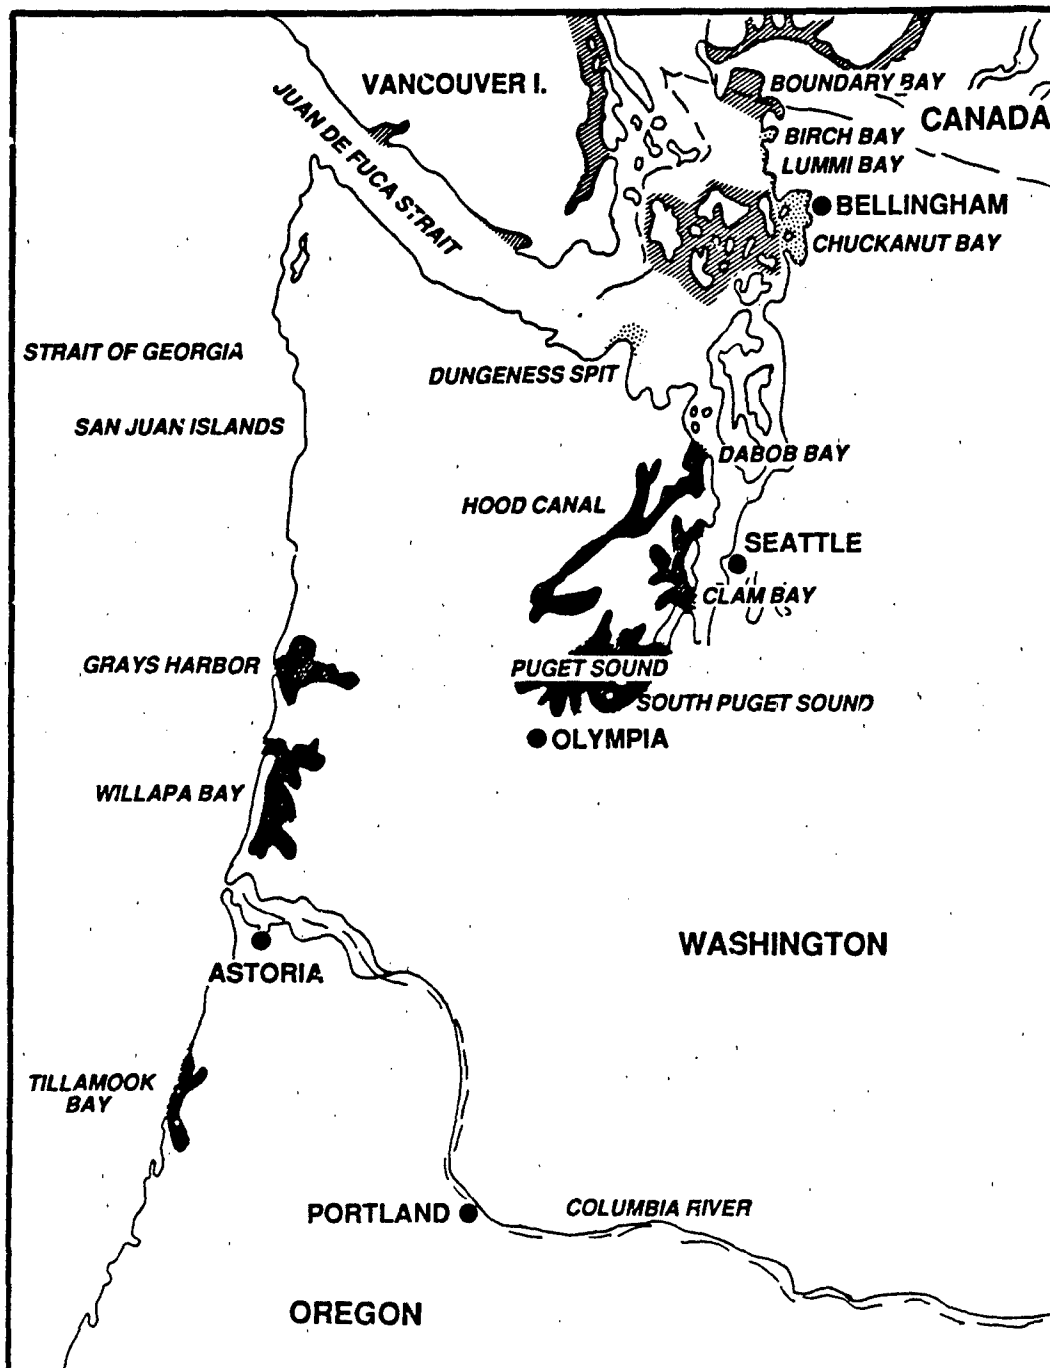 VANCOUVER I.
BOUNDARY BAY
CANADA
JUAN DE FUCA STRAIT
BIRCH BAY
LUMMI BAY
BELLINGHAM
CHUCKANUT BAY
STRAIT OF GEORGIA
DUNGENESS SPIT
SAN JUAN ISLANDS
DABOB BAY
HOOD CANAL
SEATTLE
CLAM BAY
GRAYS HARBOR
PUGET SOUND
SOUTH PUGET SOUND
OLYMPIA
WILLAPA BAY
WASHINGTON
ASTORIA
TILLAMOOK
BAY
COLUMBIA RIVER
PORTLAND
OREGON